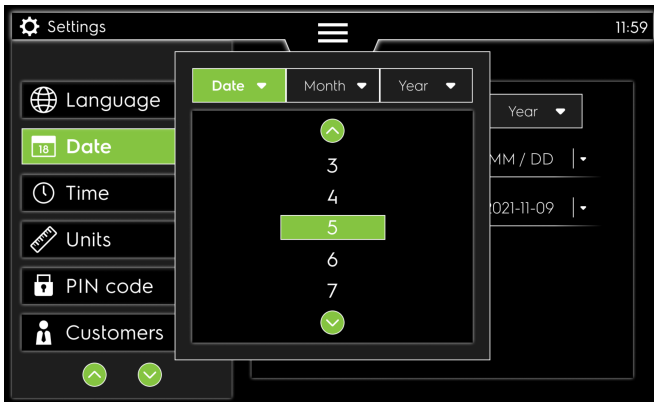 Settings
11:59
Date
Month
Year
Language
Year
18
Date
3
MM / DD
4
Time
2021-11-09
5
Units
6
PIN code
7
Customers